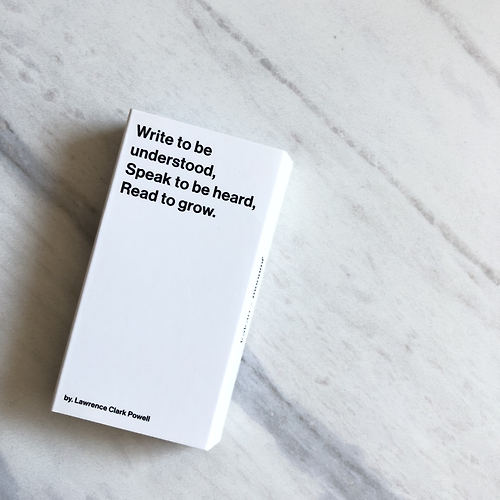 Write to be
understood,
Speak to be heard,
Read to grow.
by. Lawrence Clark Powell